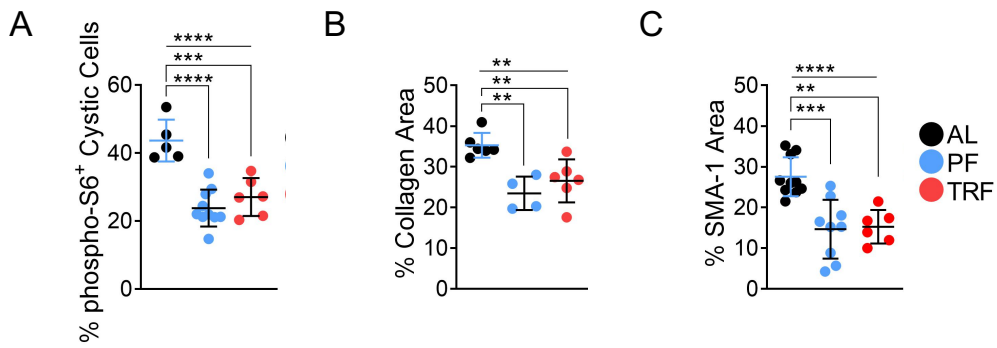 A
% phospho-S6+ Cystic Cells
60
40
20
0
****
***
****
B
% Collagen Area
50
40
30
20
10
0
**
**
**
C
% SMA-1 Area
50
40
30
20
10
0
****
**
***
AL
PF
TRF